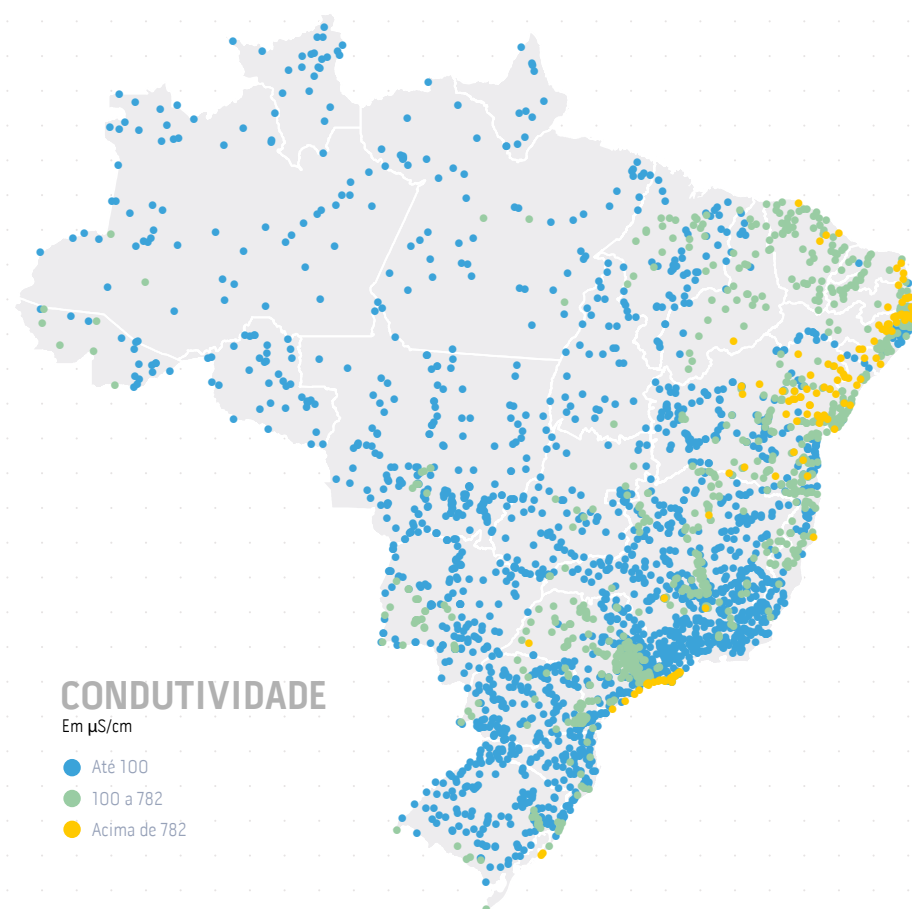 CONDUTIVIDADE
Em µS/cm
Até 100
100 a 782
Acima de 782